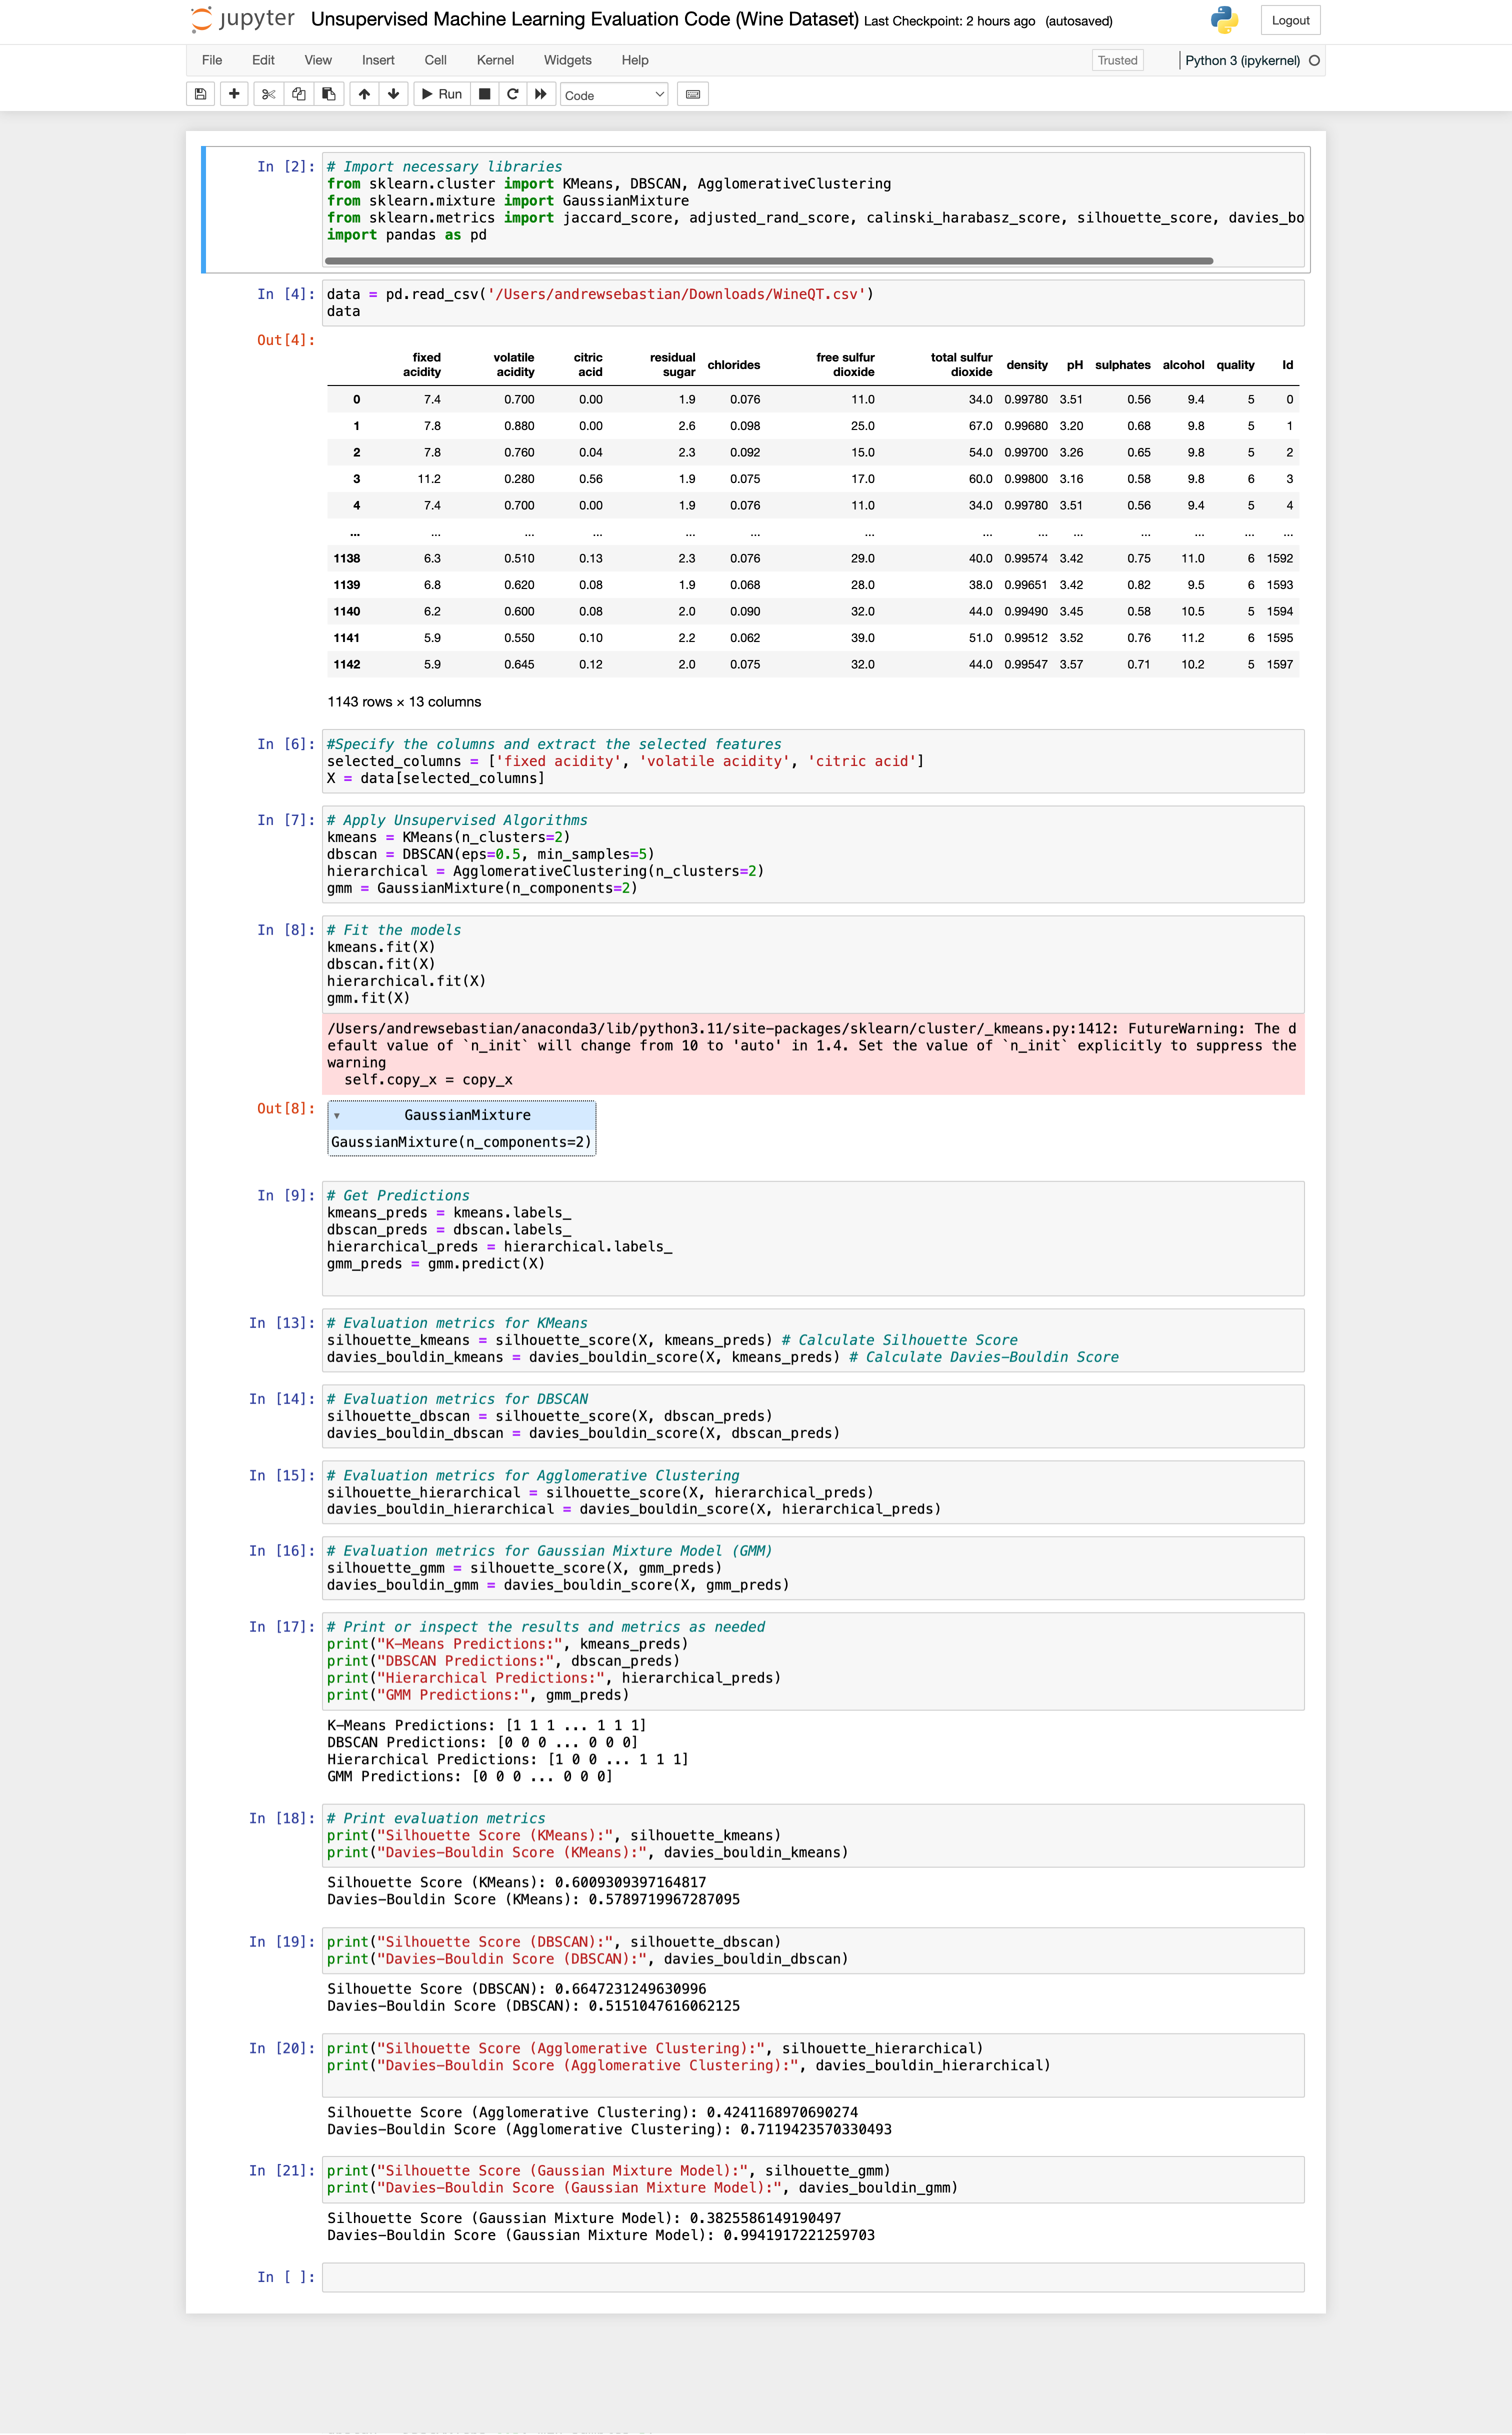 jupyter Unsupervised Machine Learning Evaluation Code (Wine Dataset) Last Checkpoint: 2 hours ago (autosaved) Logout
File Edit View Insert Cell Kernel Widgets Help Trusted Python 3 (ipykernel)
Run Code
In [2]: # Import necessary libraries
from sklearn.cluster import KMeans, DBSCAN, AgglomerativeClustering
from sklearn.mixture import GaussianMixture
from sklearn.metrics import jaccard_score, adjusted_rand_score, calinski_harabasz_score, silhouette_score, davies_bo
import pandas as pd
In [4]: data = pd.read_csv('/Users/andrewsebastian/Downloads/WineQT.csv')
data
Out[4]:
fixed acidity volatile acidity citric acid residual sugar chlorides free sulfur dioxide total sulfur dioxide density pH sulphates alcohol quality Id
0 7.4 0.700 0.00 1.9 0.076 11.0 34.0 0.99780 3.51 0.56 9.4 5 0
1 7.8 0.880 0.00 2.6 0.098 25.0 67.0 0.99680 3.20 0.68 9.8 5 1
2 7.8 0.760 0.04 2.3 0.092 15.0 54.0 0.99700 3.26 0.65 9.8 5 2
3 11.2 0.280 0.56 1.9 0.075 17.0 60.0 0.99800 3.16 0.58 9.8 6 3
4 7.4 0.700 0.00 1.9 0.076 11.0 34.0 0.99780 3.51 0.56 9.4 5 4
... ... ... ... ... ... ... ... ... ... ... ... ... ...
1138 6.3 0.510 0.13 2.3 0.076 29.0 40.0 0.99574 3.42 0.75 11.0 6 1592
1139 6.8 0.620 0.08 1.9 0.068 28.0 38.0 0.99651 3.42 0.82 9.5 6 1593
1140 6.2 0.600 0.08 2.0 0.090 32.0 44.0 0.99490 3.45 0.58 10.5 5 1594
1141 5.9 0.550 0.10 2.2 0.062 39.0 51.0 0.99512 3.52 0.76 11.2 6 1595
1142 5.9 0.645 0.12 2.0 0.075 32.0 44.0 0.99547 3.57 0.71 10.2 5 1597
1143 rows × 13 columns
In [6]: #Specify the columns and extract the selected features
selected_columns = ['fixed acidity', 'volatile acidity', 'citric acid']
X = data[selected_columns]
In [7]: # Apply Unsupervised Algorithms
kmeans = KMeans(n_clusters=2)
dbscan = DBSCAN(eps=0.5, min_samples=5)
hierarchical = AgglomerativeClustering(n_clusters=2)
gmm = GaussianMixture(n_components=2)
In [8]: # Fit the models
kmeans.fit(X)
dbscan.fit(X)
hierarchical.fit(X)
gmm.fit(X)
/Users/andrewsebastian/anaconda3/lib/python3.11/site-packages/sklearn/cluster/_kmeans.py:1412: FutureWarning: The d
efault value of `n_init` will change from 10 to 'auto' in 1.4. Set the value of `n_init` explicitly to suppress the
warning
self.copy_x = copy_x
Out[8]: ▾ GaussianMixture
GaussianMixture(n_components=2)
In [9]: # Get Predictions
kmeans_preds = kmeans.labels_
dbscan_preds = dbscan.labels_
hierarchical_preds = hierarchical.labels_
gmm_preds = gmm.predict(X)
In [13]: # Evaluation metrics for KMeans
silhouette_kmeans = silhouette_score(X, kmeans_preds) # Calculate Silhouette Score
davies_bouldin_kmeans = davies_bouldin_score(X, kmeans_preds) # Calculate Davies-Bouldin Score
In [14]: # Evaluation metrics for DBSCAN
silhouette_dbscan = silhouette_score(X, dbscan_preds)
davies_bouldin_dbscan = davies_bouldin_score(X, dbscan_preds)
In [15]: # Evaluation metrics for Agglomerative Clustering
silhouette_hierarchical = silhouette_score(X, hierarchical_preds)
davies_bouldin_hierarchical = davies_bouldin_score(X, hierarchical_preds)
In [16]: # Evaluation metrics for Gaussian Mixture Model (GMM)
silhouette_gmm = silhouette_score(X, gmm_preds)
davies_bouldin_gmm = davies_bouldin_score(X, gmm_preds)
In [17]: # Print or inspect the results and metrics as needed
print("K-Means Predictions:", kmeans_preds)
print("DBSCAN Predictions:", dbscan_preds)
print("Hierarchical Predictions:", hierarchical_preds)
print("GMM Predictions:", gmm_preds)
K-Means Predictions: [1 1 1 ... 1 1 1]
DBSCAN Predictions: [0 0 0 ... 0 0 0]
Hierarchical Predictions: [1 0 0 ... 1 1 1]
GMM Predictions: [0 0 0 ... 0 0 0]
In [18]: # Print evaluation metrics
print("Silhouette Score (KMeans):", silhouette_kmeans)
print("Davies-Bouldin Score (KMeans):", davies_bouldin_kmeans)
Silhouette Score (KMeans): 0.6009309397164817
Davies-Bouldin Score (KMeans): 0.5789719967287095
In [19]: print("Silhouette Score (DBSCAN):", silhouette_dbscan)
print("Davies-Bouldin Score (DBSCAN):", davies_bouldin_dbscan)
Silhouette Score (DBSCAN): 0.6647231249630996
Davies-Bouldin Score (DBSCAN): 0.5151047616062125
In [20]: print("Silhouette Score (Agglomerative Clustering):", silhouette_hierarchical)
print("Davies-Bouldin Score (Agglomerative Clustering):", davies_bouldin_hierarchical)
Silhouette Score (Agglomerative Clustering): 0.4241168970690274
Davies-Bouldin Score (Agglomerative Clustering): 0.7119423570330493
In [21]: print("Silhouette Score (Gaussian Mixture Model):", silhouette_gmm)
print("Davies-Bouldin Score (Gaussian Mixture Model):", davies_bouldin_gmm)
Silhouette Score (Gaussian Mixture Model): 0.3825586149190497
Davies-Bouldin Score (Gaussian Mixture Model): 0.9941917221259703
In [ ]: